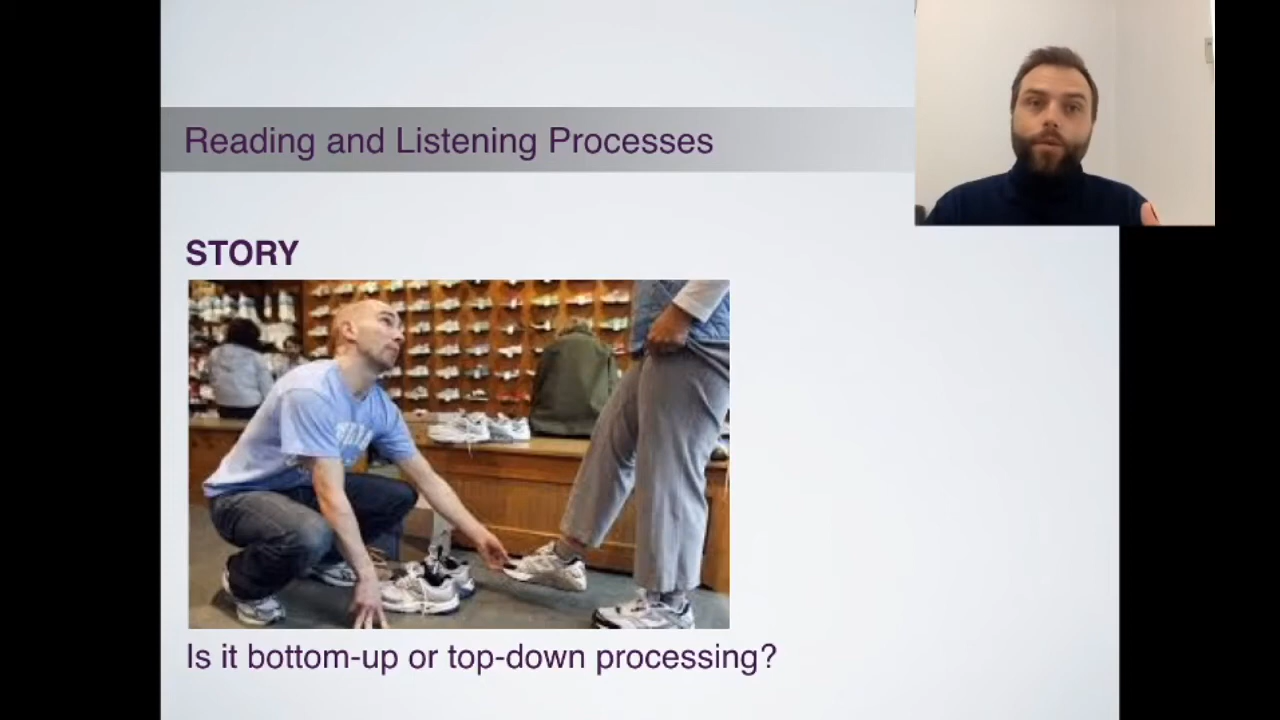 Reading and Listening Processes
STORY
Is it bottom-up or top-down processing?